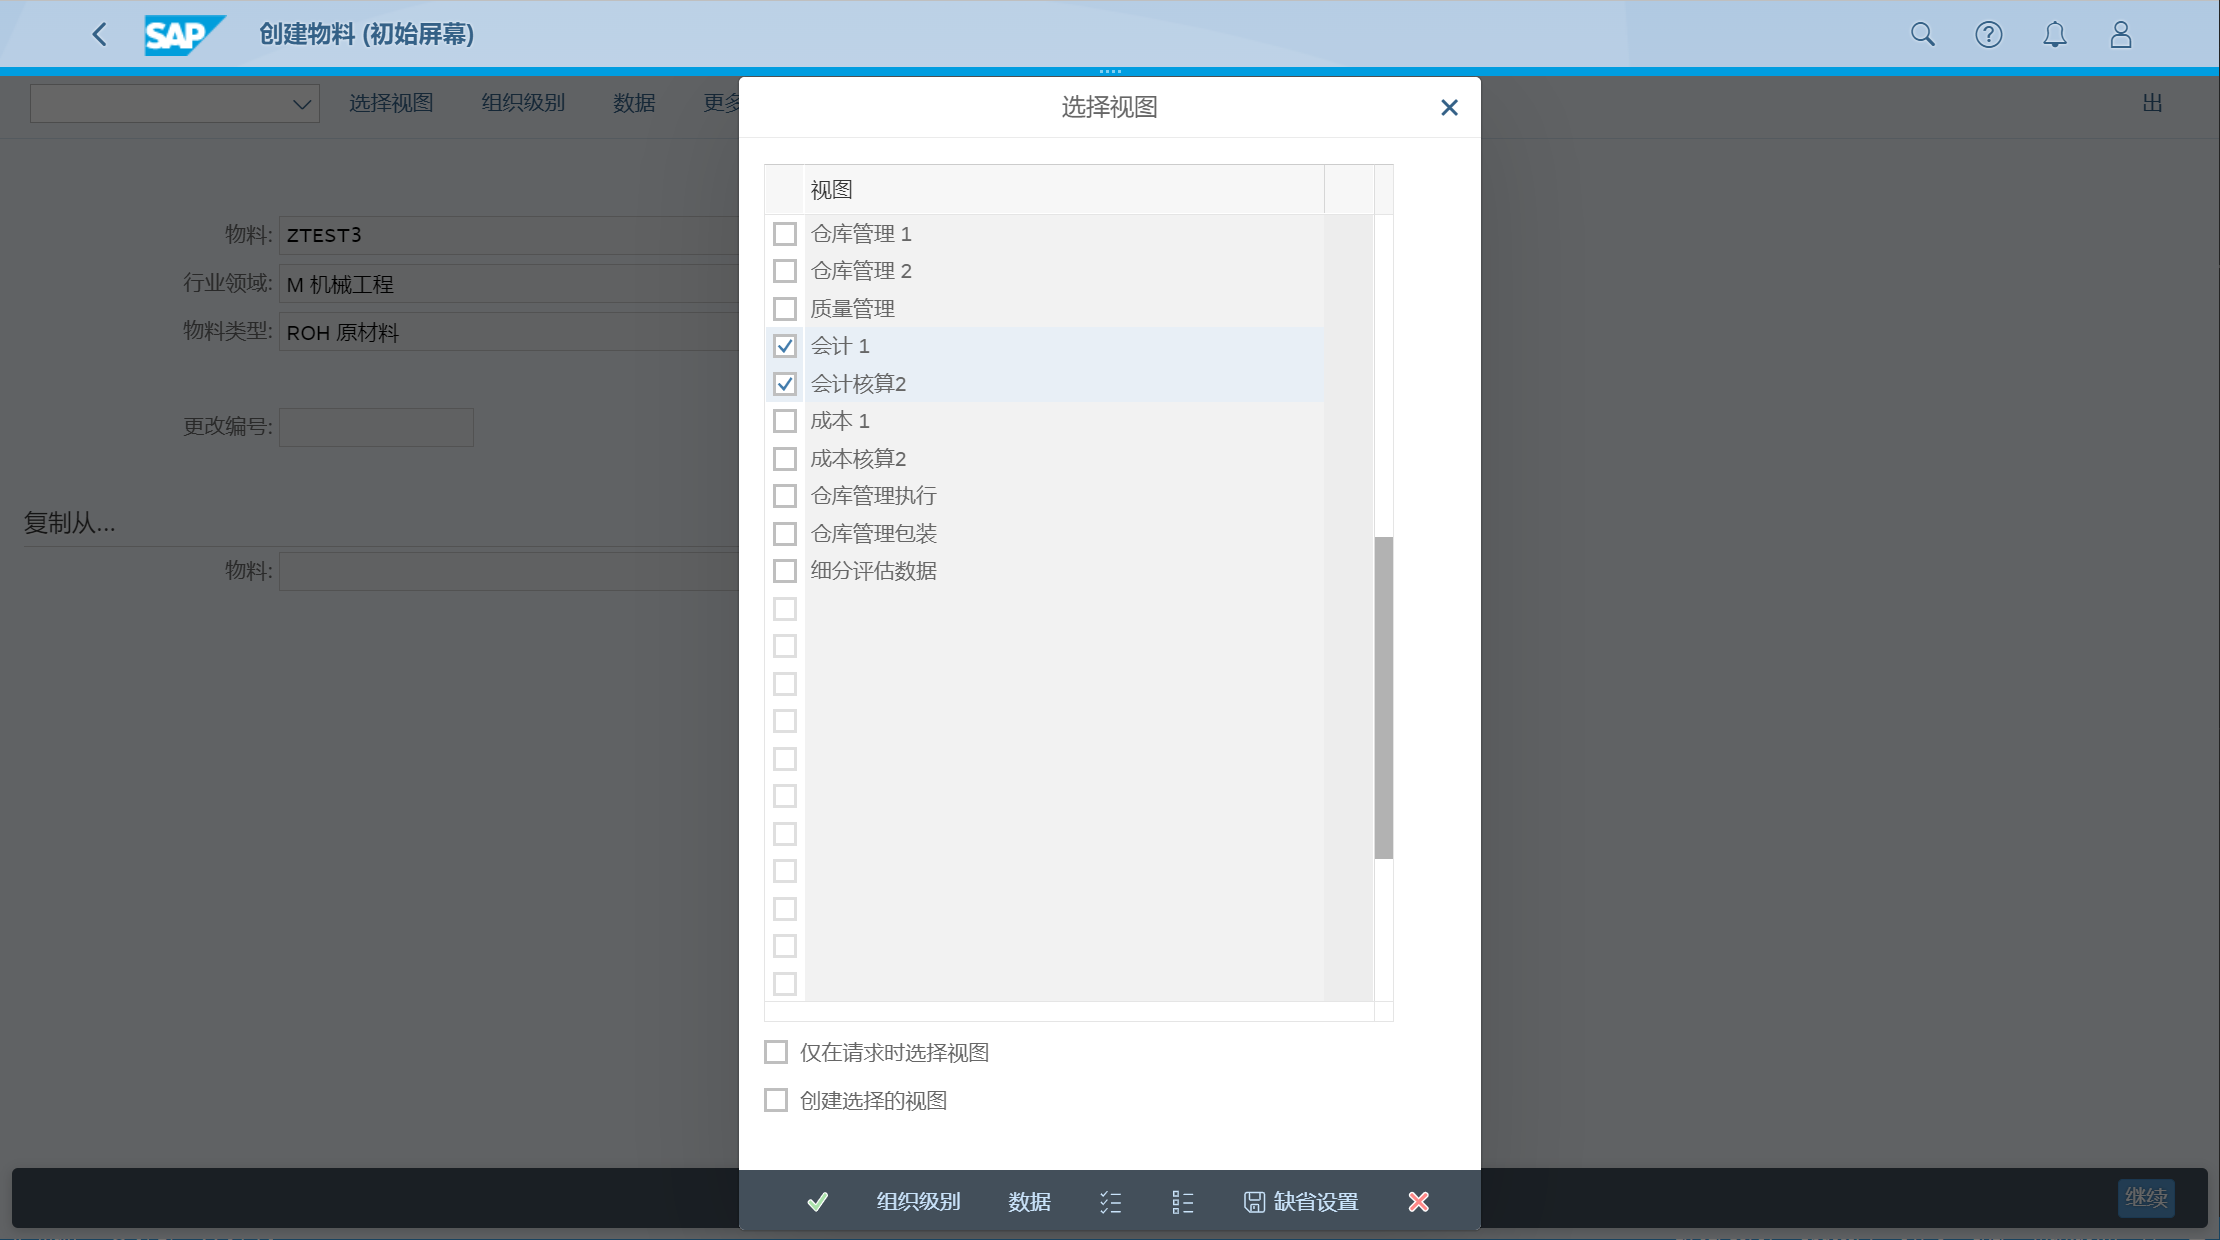 SAP 创建物料 (初始屏幕)
选择视图 组织级别 数据 更多 出
物料: ZTEST3
行业领域: M 机械工程
物料类型: ROH 原材料
更改编号:
复制从...
物料:
选择视图
视图
仓库管理 1
仓库管理 2
质量管理
会计 1
会计核算2
成本 1
成本核算2
仓库管理执行
仓库管理包装
细分评估数据
仅在请求时选择视图
创建选择的视图
组织级别 数据 缺省设置
继续